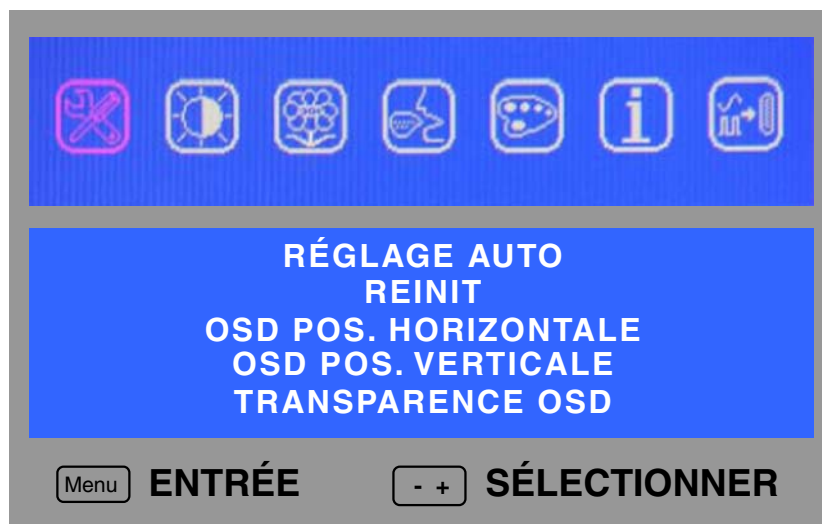 RÉGLAGE AUTO
REINIT
OSD POS. HORIZONTALE
OSD POS. VERTICALE
TRANSPARENCE OSD
Menu ENTRÉE - + SÉLECTIONNER